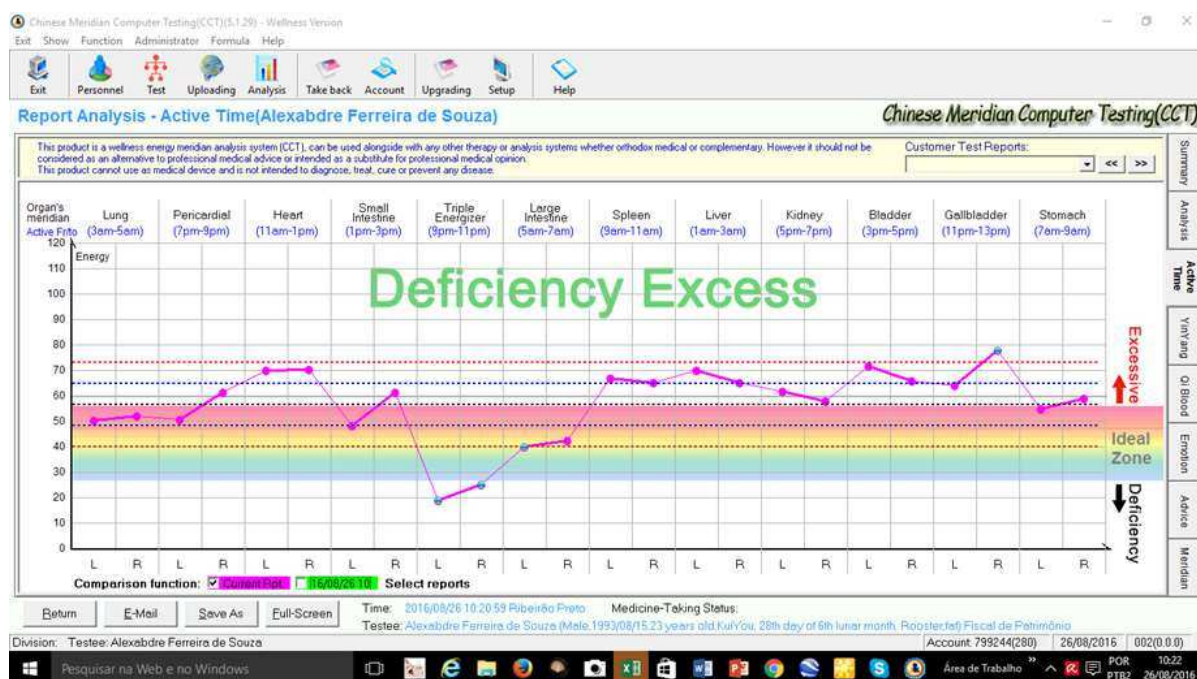 Chinese Meridian Computer Testing(CCT)(5.1.29) - Wellness Version
Exit Show Function Administrator Formula Help
Exit Personnel Test Uploading Analysis Take back Account Upgrading Setup Help
Report Analysis - Active Time(Alexabdre Ferreira de Souza)
Chinese Meridian Computer Testing(CCT)
This product is a wellness energy meridian analysis system (CCT), can be used alongside with any other therapy or analysis systems whether orthodox medical or complementary. However it should not be
considered as an alternative to professional medical advice or intended as a substitute for professional medical opinion.
This product cannot use as medical device and is not intended to diagnose, treat, cure or prevent any disease.
Customer Test Reports:
<< >>
Summary
Analysis
Active Time
YinYang
Qi Blood
Emotion
Advice
Meridian
Organ's meridian Lung Pericardial Heart Small Intestine Triple Energizer Large Intestine Spleen Liver Kidney Bladder Gallbladder Stomach
Active Frito (3am-5am) (7pm-9pm) (11am-1pm) (1pm-3pm) (9pm-11pm) (5am-7am) (9am-11am) (1am-3am) (5pm-7pm) (3pm-5pm) (11pm-13pm) (7am-9am)
Energy
120
110
100
90
80
70
60
50
40
30
20
10
0
Deficiency Excess
Excessive
Ideal
Zone
Deficiency
L R L R L R L R L R L R L R L R L R L R L R L R
Comparison function: Current Rpt. 16/08/26 10: Select reports
Return E-Mail Save As Full-Screen
Time: 2016/08/26 10:20:59 Ribeirão Preto Medicine-Taking Status:
Testee: Alexabdre Ferreira de Souza (Male,1993/08/15,23 years old,KuiYou, 28th day of 6th lunar month, Rooster,fat) Fiscal de Patrimônio
Division: Testee: Alexabdre Ferreira de Souza Account: 799244(280) 26/08/2016 002(0.0.0)
Pesquisar na Web e no Windows
Área de Trabalho
POR
PTB2
10:22
26/08/2016